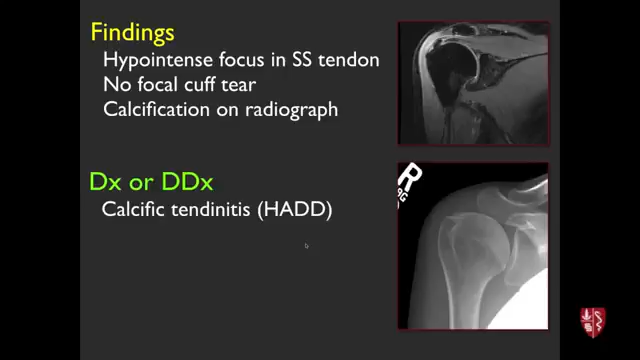 Findings
Hypointense focus in SS tendon
No focal cuff tear
Calcification on radiograph
Dx or DDx
Calcific tendinitis (HADD)
R